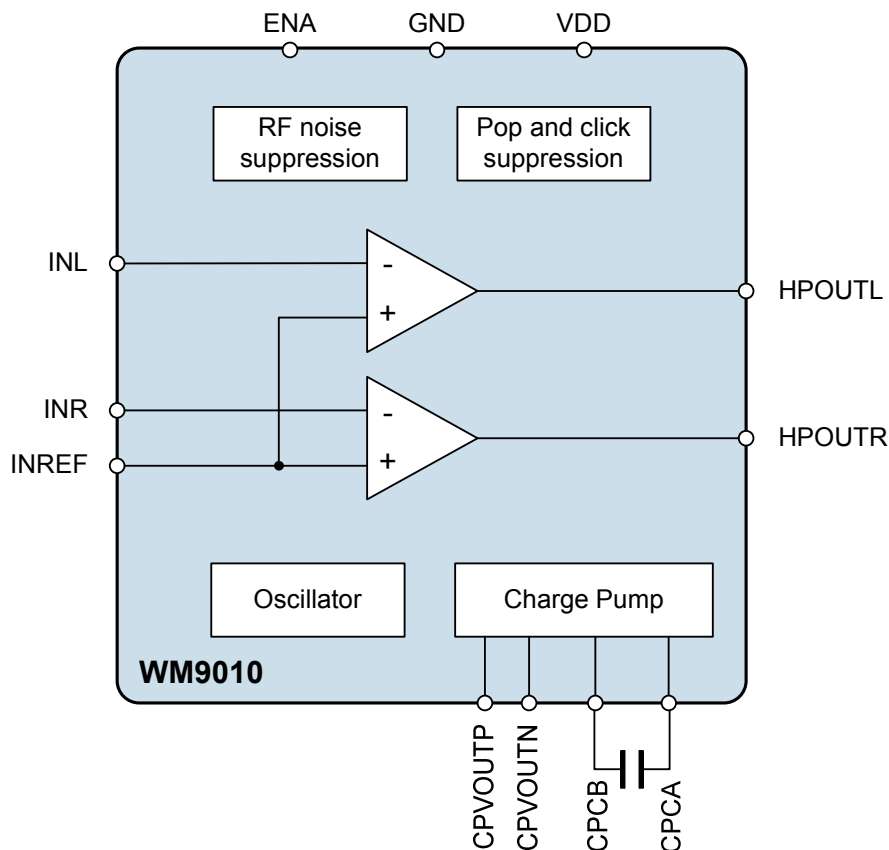 ENA
GND
VDD
RF noise
suppression
Pop and click
suppression
INL
-
+
HPOUTL
INR
-
INREF
+
HPOUTR
Oscillator
Charge Pump
WM9010
CPVOUTP
CPVOUTN
CPCB
CPCA